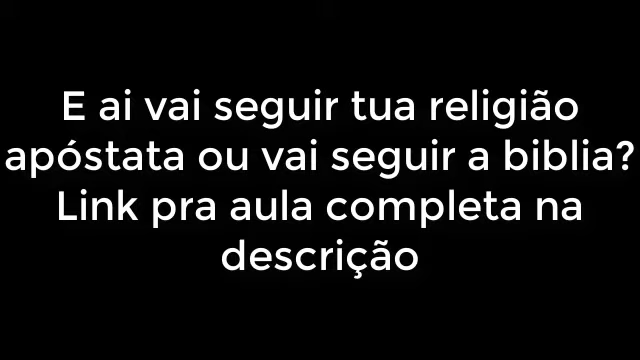 E ai vai seguir tua religião
apóstata ou vai seguir a biblia?
Link pra aula completa na
descrição